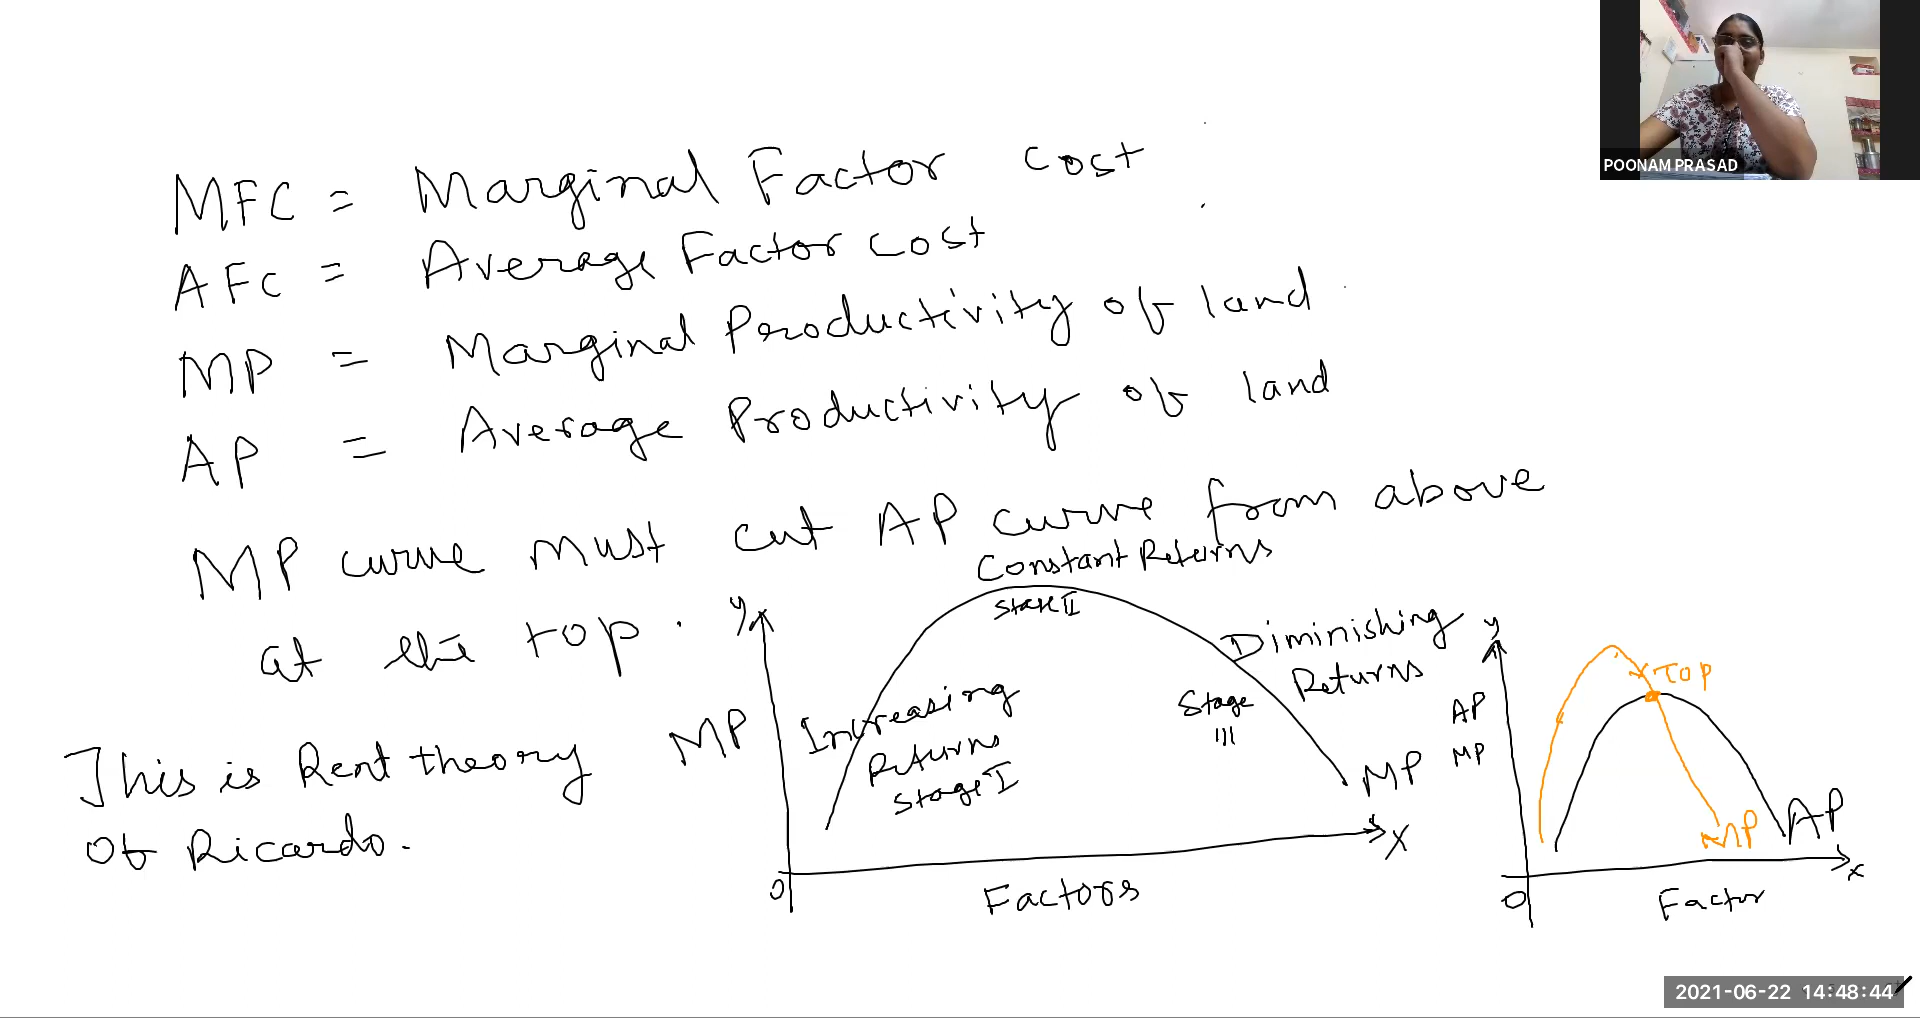 POONAM PRASAD
MFC = Marginal Factor cost
AFC = Average Factor cost
MP = Marginal Productivity of land
AP = Average Productivity of land
MP curve must cut AP curve from above
at the top.
This is Rent theory
of Ricardo.
Constant Returns
Stage II
y
MP
Increasing
Returns
Stage I
Diminishing
Returns
Stage
III
MP
X
O
Factors
y
TOP
AP
MP
MP
AP
x
O
Factor
2021-06-22 14:48:44